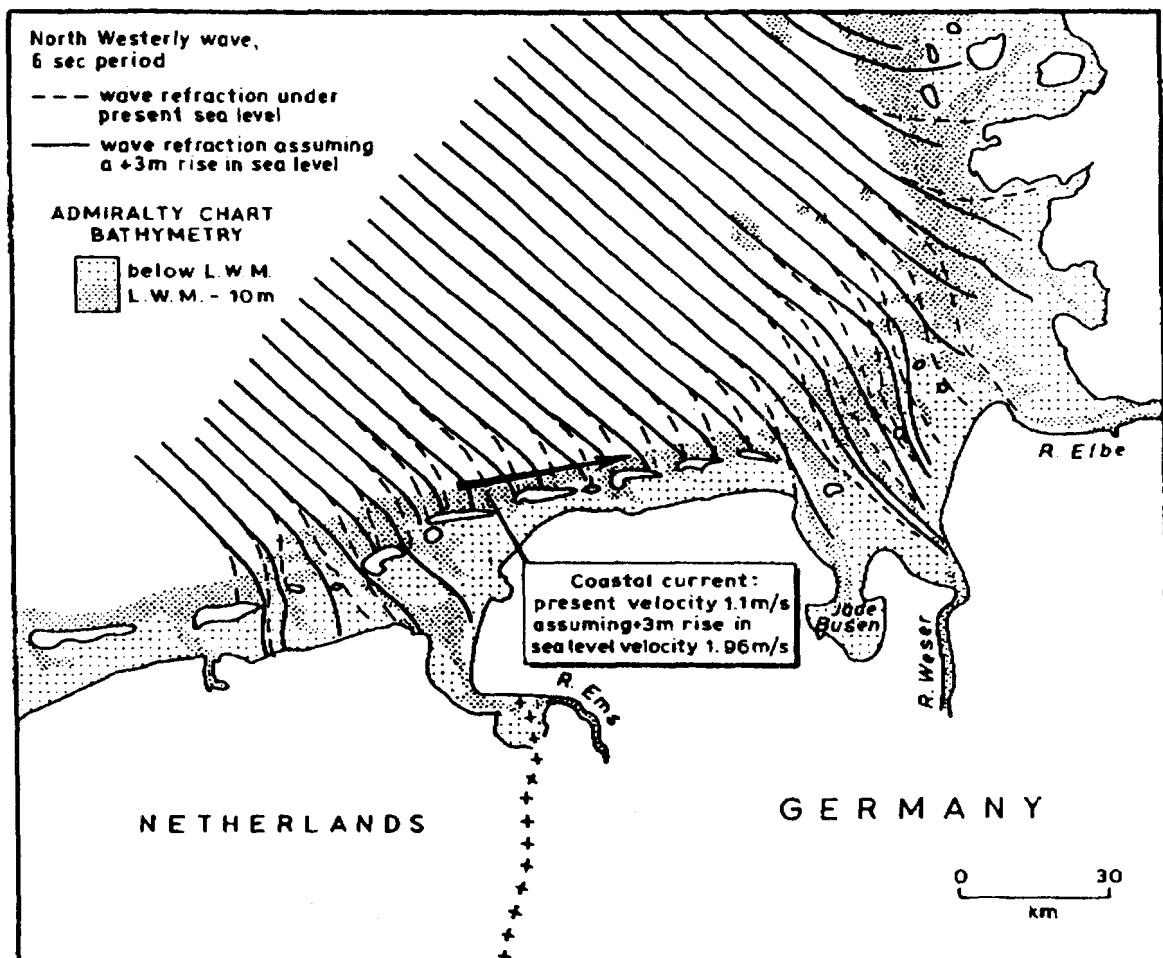 North Westerly wave,
6 sec period
wave refraction under
present sea level
wave refraction assuming
a +3m rise in sea level
ADMIRALTY CHART
BATHYMETRY
below L.W.M.
L.W.M. - 10m
R. Elbe
Coastal current:
present velocity 1.1m/s
assuming+3m rise in
sea level velocity 1.96m/s
Jade
Busen
R. Weser
R. Ems
NETHERLANDS
GERMANY
0 30
km